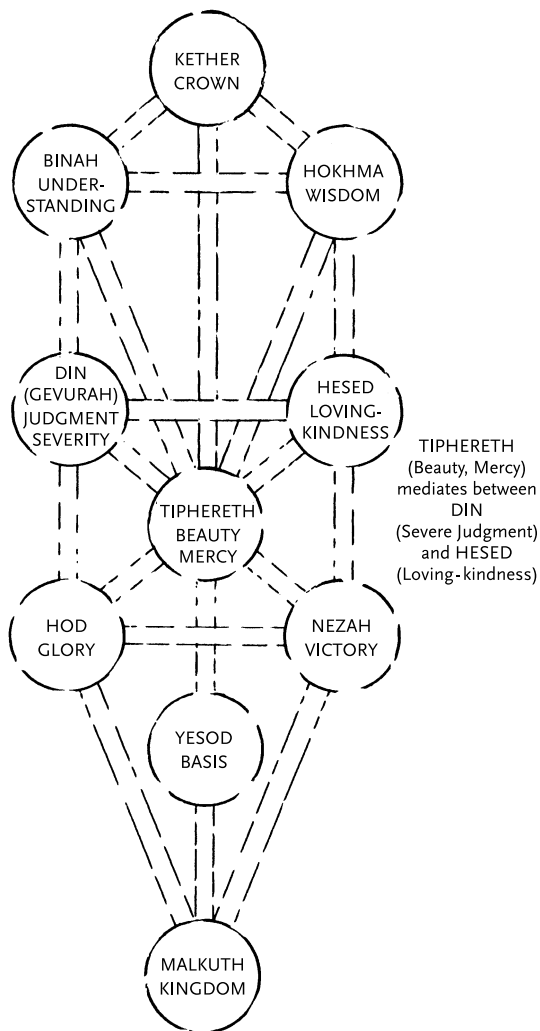 KETHER
CROWN
BINAH
UNDER-
STANDING
HOKHMA
WISDOM
DIN
(GEVURAH)
JUDGMENT
SEVERITY
HESED
LOVING-
KINDNESS
TIPHERETH
(Beauty, Mercy)
mediates between
DIN
(Severe Judgment)
and HESED
(Loving-kindness)
TIPHERETH
BEAUTY
MERCY
HOD
GLORY
NEZAH
VICTORY
YESOD
BASIS
MALKUTH
KINGDOM